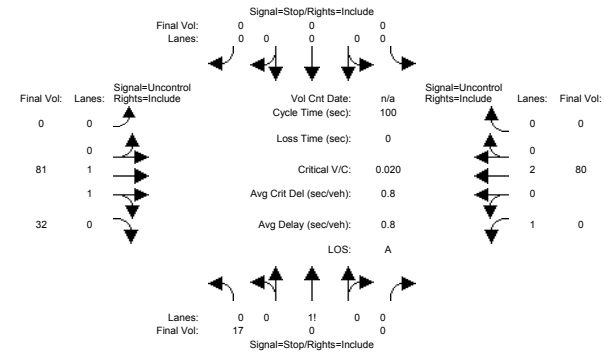 Signal=Stop/Rights=Include
Final Vol: 0 0 0
Lanes: 0 0 0 0 0
Signal=Uncontrol Signal=Uncontrol
Final Vol: Lanes: Rights=Include Vol Cnt Date: n/a Rights=Include Lanes: Final Vol:
Cycle Time (sec): 100
0 0 0 0
Loss Time (sec): 0
0 0
81 1 Critical V/C: 0.020 2 80
1 Avg Crit Del (sec/veh): 0.8 0
32 0 Avg Delay (sec/veh): 0.8 1 0
LOS: A
Lanes: 0 0 1! 0 0
Final Vol: 17 0 0
Signal=Stop/Rights=Include